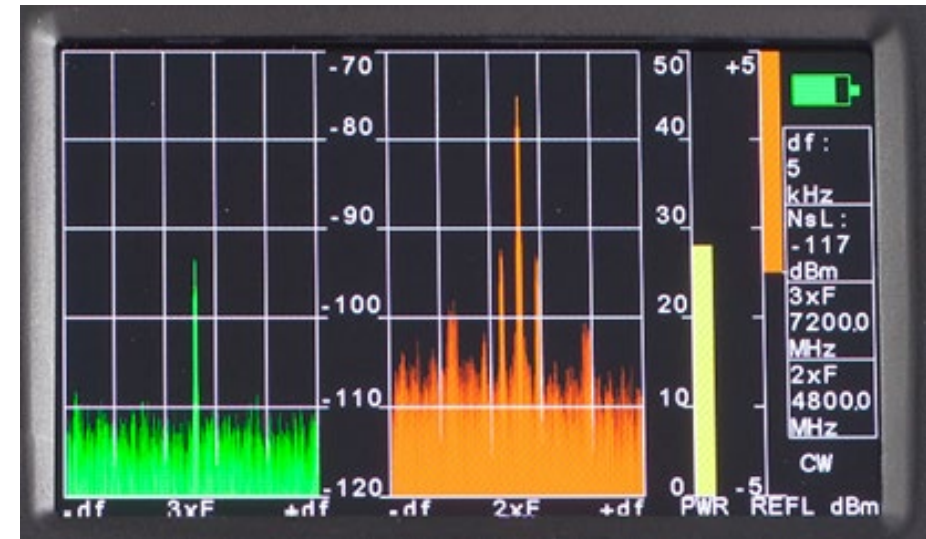 -70
-80
-90
-100
-110
-120
50
40
30
20
10
0
+5
-5
df:
5
kHz
NsL:
-117
dBm
3xF
7200.0
MHz
2xF
4800.0
MHz
CW
-df 3xF +df
-df 2xF +df
PWR REFL dBm